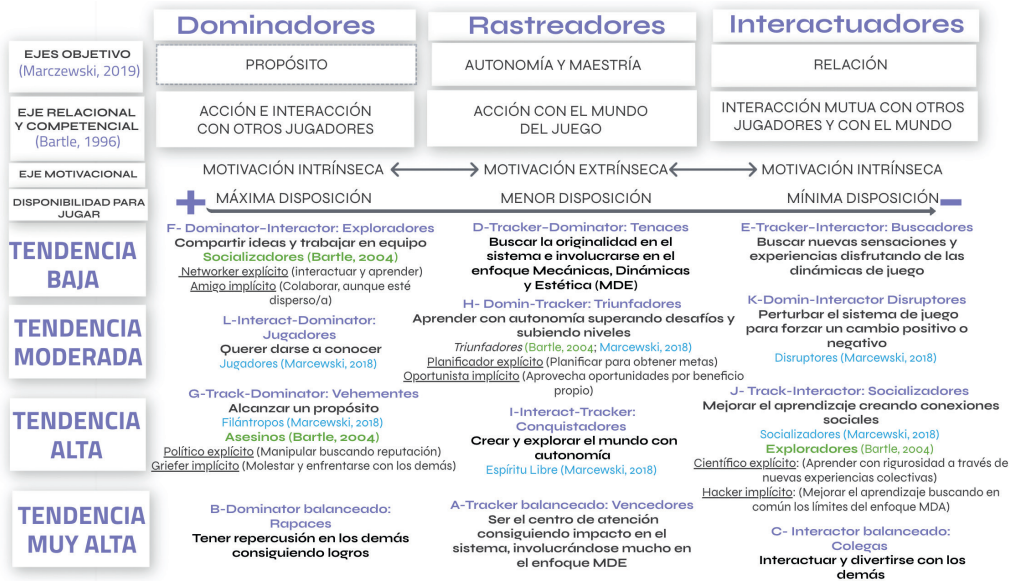 Dominadores
Rastreadores
Interactuadores
EJES OBJETIVO
(Marczewski, 2019)
PROPÓSITO
AUTONOMÍA Y MAESTRÍA
RELACIÓN
EJE RELACIONAL
Y COMPETENCIAL
(Bartle, 1996)
ACCIÓN E INTERACCIÓN
CON OTROS JUGADORES
ACCIÓN CON EL MUNDO
DEL JUEGO
INTERACCIÓN MUTUA CON OTROS
JUGADORES Y CON EL MUNDO
EJE MOTIVACIONAL
MOTIVACIÓN INTRÍNSECA
MOTIVACIÓN EXTRÍNSECA
MOTIVACIÓN INTRÍNSECA
DISPONIBILIDAD PARA
JUGAR
+
MÁXIMA DISPOSICIÓN
MENOR DISPOSICIÓN
MÍNIMA DISPOSICIÓN
−
TENDENCIA
BAJA
F- Dominator-Interactor: Exploradores
Compartir ideas y trabajar en equipo
Socializadores (Bartle, 2004)
Networker explícito (interactuar y aprender)
Amigo implícito (Colaborar, aunque esté
disperso/a)
D-Tracker-Dominator: Tenaces
Buscar la originalidad en el
sistema e involucrarse en el
enfoque Mecánicas, Dinámicas
y Estética (MDE)
E-Tracker-Interactor: Buscadores
Buscar nuevas sensaciones y
experiencias disfrutando de las
dinámicas de juego
TENDENCIA
MODERADA
L-Interact-Dominator:
Jugadores
Querer darse a conocer
Jugadores (Marcewski, 2018)
H- Domin-Tracker: Triunfadores
Aprender con autonomía superando desafíos y
subiendo niveles
Triunfadores (Bartle, 2004; Marcewski, 2018)
Planificador explícito (Planificar para obtener metas)
Oportunista implícito (Aprovecha oportunidades por beneficio
propio)
K-Domin-Interactor Disruptores
Perturbar el sistema de juego
para forzar un cambio positivo o
negativo
Disruptores (Marcewski, 2018)
TENDENCIA
ALTA
G-Track-Dominator: Vehementes
Alcanzar un propósito
Filántropos (Marcewski, 2018)
Asesinos (Bartle, 2004)
Político explícito (Manipular buscando reputación)
Griefer implícito (Molestar y enfrentarse con los demás)
I-Interact-Tracker:
Conquistadores
Crear y explorar el mundo con
autonomía
Espíritu Libre (Marcewski, 2018)
J- Track-Interactor: Socializadores
Mejorar el aprendizaje creando conexiones
sociales
Socializadores (Marcewski, 2018)
Exploradores (Bartle, 2004)
Científico explícito: (Aprender con rigurosidad a través de
nuevas experiencias colectivas)
Hacker implícito: (Mejorar el aprendizaje buscando en
común los límites del enfoque MDA)
TENDENCIA
MUY ALTA
B-Dominator balanceado:
Rapaces
Tener repercusión en los demás
consiguiendo logros
A-Tracker balanceado: Vencedores
Ser el centro de atención
consiguiendo impacto en el
sistema, involucrándose mucho en
el enfoque MDE
C- Interactor balanceado:
Colegas
Interactuar y divertirse con los
demás